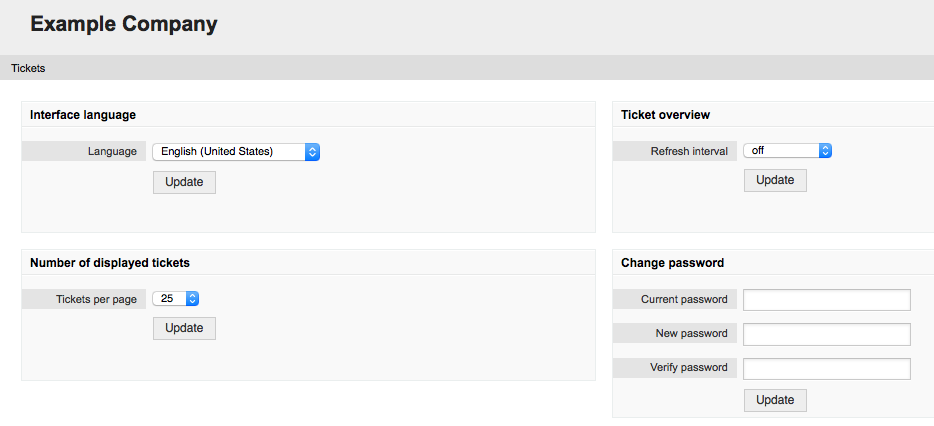 Example Company
Tickets
Interface language
Language English (United States)
Update
Ticket overview
Refresh interval off
Update
Number of displayed tickets
Tickets per page 25
Update
Change password
Current password
New password
Verify password
Update